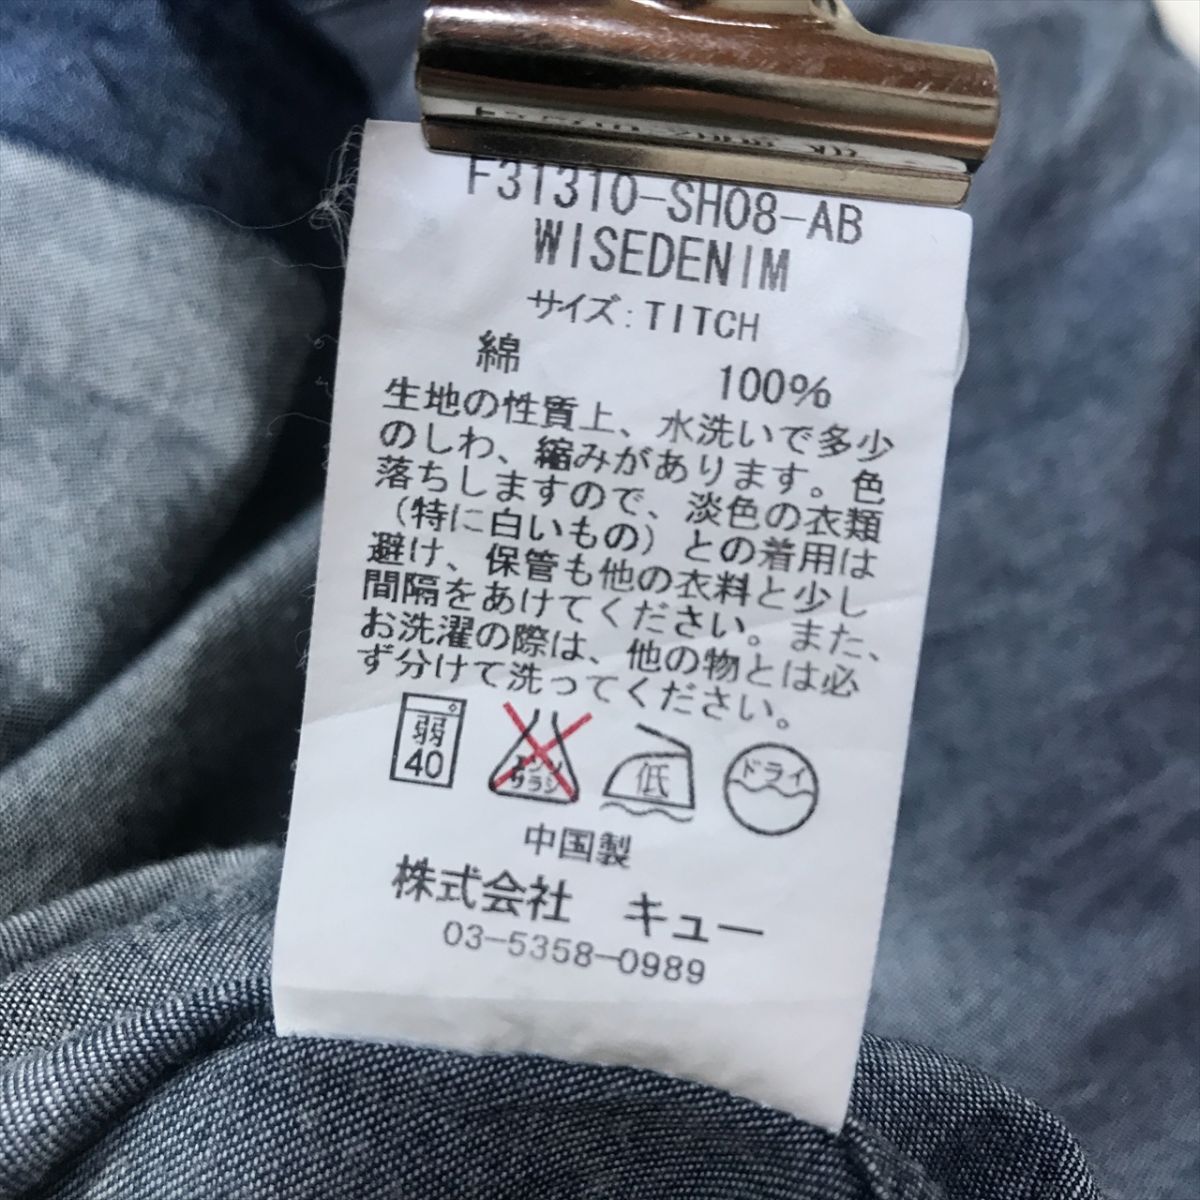 F31310-SH08-AB
WISEDENIM
サイズ:TITCH
綿 100%
生地の性質上、水洗いで多少
のしわ、縮みがあります。色
落ちしますので、淡色の衣類
(特に白いもの)との着用は
避け、保管も他の衣料と少し
間隔をあけてください。また、
お洗濯の際は、他の物とは必
ず分けて洗ってください。
弱
40
エンソ
サラシ
低
ドライ
中国製
株式会社 キュー
03-5358-0989